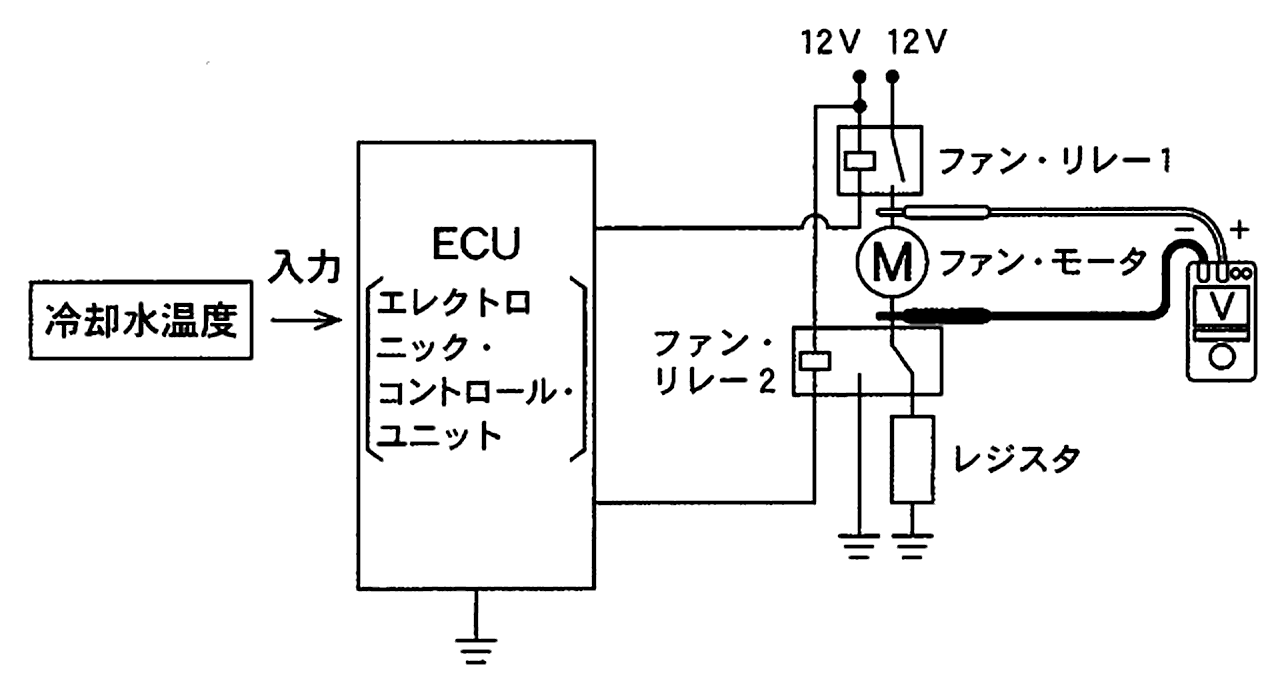 12V 12V
ファン・リレー1
− +
ECU
入力
M ファン・モータ
エレクトロ
冷却水温度
V
ニック・
ファン・
リレー2
コントロール・
ユニット
レジスタ